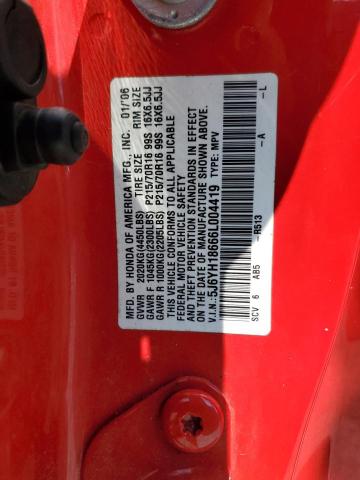 MFD. BY HONDA OF AMERICA MFG., INC. 01/'06
TIRE SIZE RIM SIZE
GVWR 2020KG(4450LBS)
GAWR F 1045KG(2300LBS) P215/70R16 99S 16X6.5JJ
GAWR R 1000KG(2205LBS) P215/70R16 99S 16X6.5JJ
THIS VEHICLE CONFORMS TO ALL APPLICABLE
FEDERAL MOTOR VEHICLE SAFETY
AND THEFT PREVENTION STANDARDS IN EFFECT
ON THE DATE OF MANUFACTURE SHOWN ABOVE.
V.I.N.: 5J6YH18666L004419 TYPE: MPV
SCV 6 AB5
-R513 -A -L